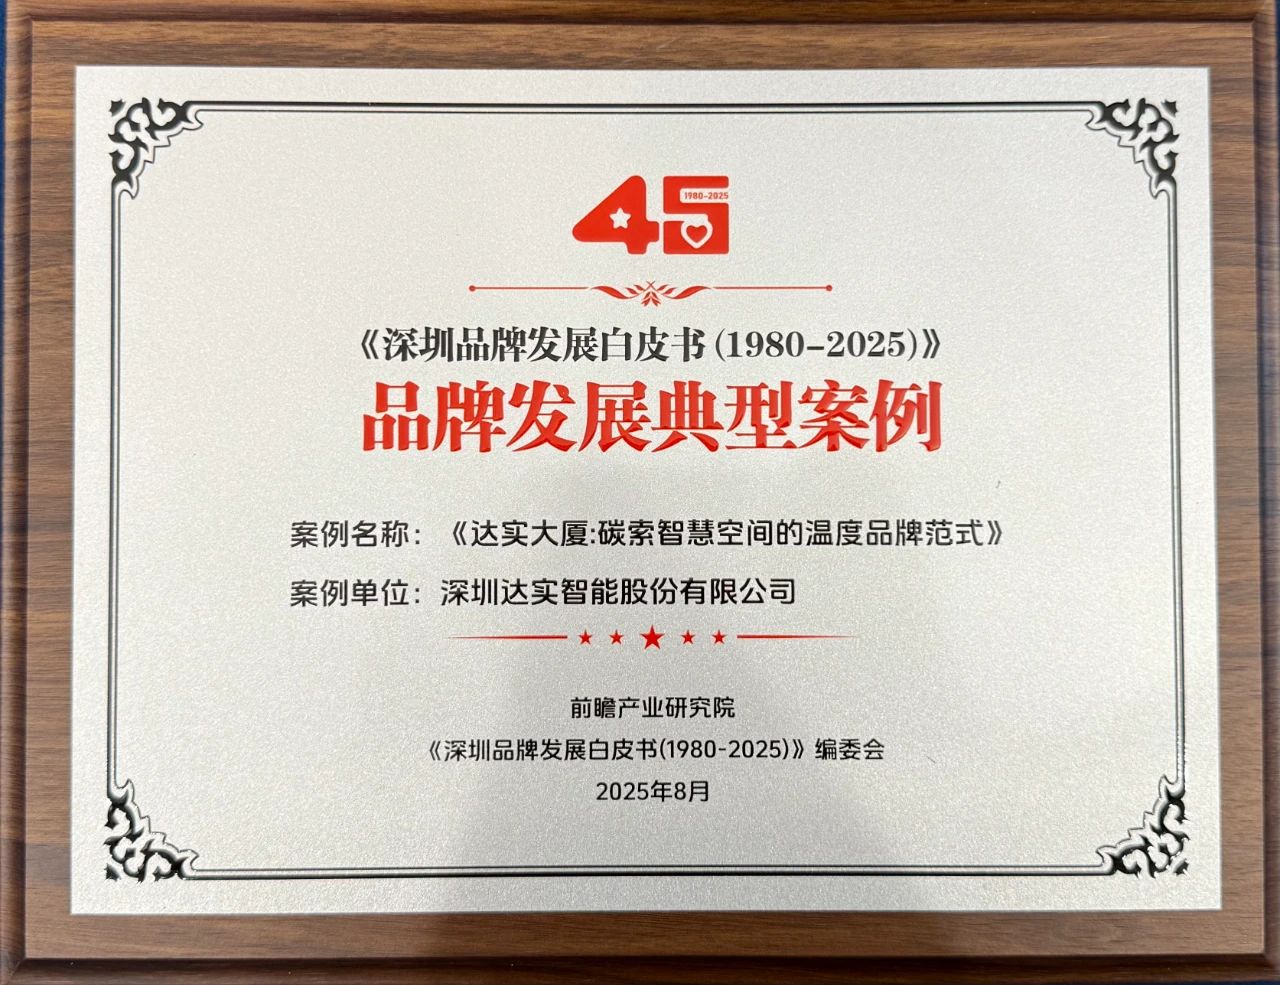 45
1980-2025
《深圳品牌发展白皮书(1980-2025)》
品牌发展典型案例
案例名称：《达实大厦:碳索智慧空间的温度品牌范式》
案例单位：深圳达实智能股份有限公司
前瞻产业研究院
《深圳品牌发展白皮书(1980-2025)》编委会
2025年8月